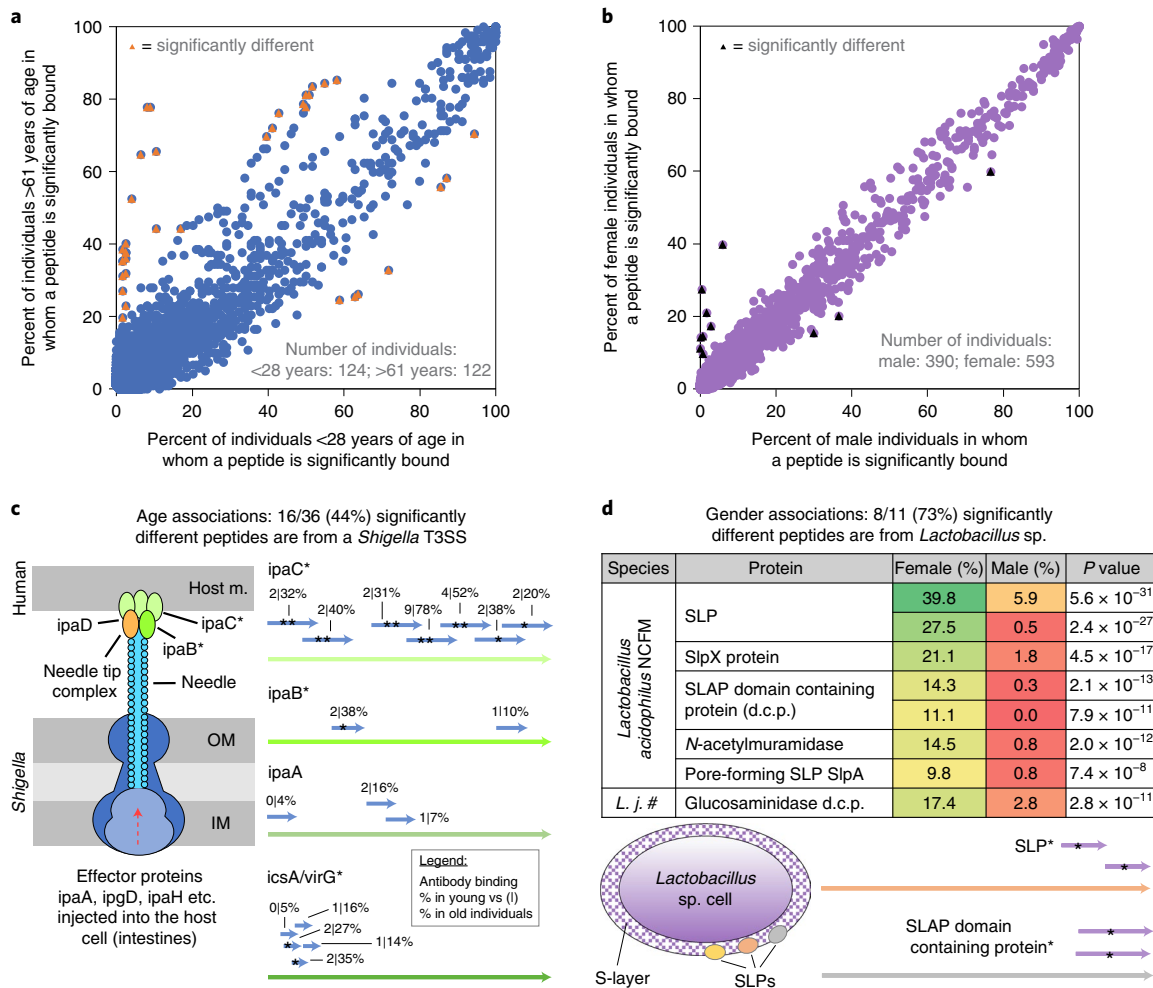 a
Percent of individuals >61 years of age in
whom a peptide is significantly bound
100
80
60
40
20
0
▲ = significantly different
Number of individuals:
<28 years: 124; >61 years: 122
0 20 40 60 80 100
Percent of individuals <28 years of age in
whom a peptide is significantly bound
b
Percent of female individuals in whom
a peptide is significantly bound
100
80
60
40
20
0
▲ = significantly different
Number of individuals:
male: 390; female: 593
0 20 40 60 80 100
Percent of male individuals in whom
a peptide is significantly bound
c
Age associations: 16/36 (44%) significantly
different peptides are from a Shigella T3SS
Human
Host m.
ipaD
ipaC*
ipaB*
Needle tip
complex
Needle
Shigella
OM
IM
Effector proteins
ipaA, ipgD, ipaH etc.
injected into the host
cell (intestines)
ipaC*
2|32%
2|40%
2|31%
9|78%
4|52%
2|38%
2|20%
** ** ** ** ** * *
ipaB*
2|38%
1|10%
*
ipaA
0|4%
2|16%
1|7%
icsA/virG*
0|5%
1|16%
2|27%
1|14%
2|35%
* *
Legend:
Antibody binding
% in young vs (|)
% in old individuals
d
Gender associations: 8/11 (73%) significantly
different peptides are from Lactobacillus sp.
Species Protein Female (%) Male (%) P value
Lactobacillus
acidophilus NCFM
SLP 39.8 5.9 5.6 × 10⁻³¹
27.5 0.5 2.4 × 10⁻²⁷
SlpX protein 21.1 1.8 4.5 × 10⁻¹⁷
SLAP domain containing
protein (d.c.p.)
14.3 0.3 2.1 × 10⁻¹³
11.1 0.0 7.9 × 10⁻¹¹
N-acetylmuramidase 14.5 0.8 2.0 × 10⁻¹²
Pore-forming SLP SlpA 9.8 0.8 7.4 × 10⁻⁸
L. j. # Glucosaminidase d.c.p. 17.4 2.8 2.8 × 10⁻¹¹
Lactobacillus
sp. cell
S-layer
SLPs
SLP*
* *
SLAP domain
containing protein*
*
*